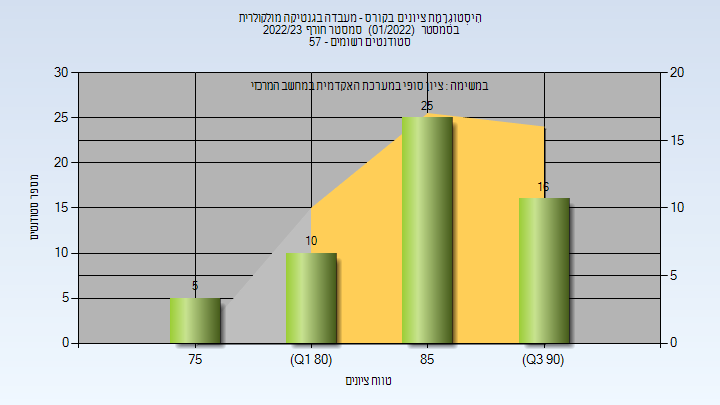 היסטוגרמת ציונים בקורס - מעבדה בגנטיקה מולקולרית
בסמסטר (01/2022) סמסטר חורף 2022/23
סטודנטים רשומים - 57
במשימה : ציון סופי במערכת האקדמית במחשב המרכזי
30
25
20
15
10
5
0
20
15
10
5
0
מספר סטודנטים
5
10
25
16
75
(Q1 80)
85
(Q3 90)
טווח ציונים